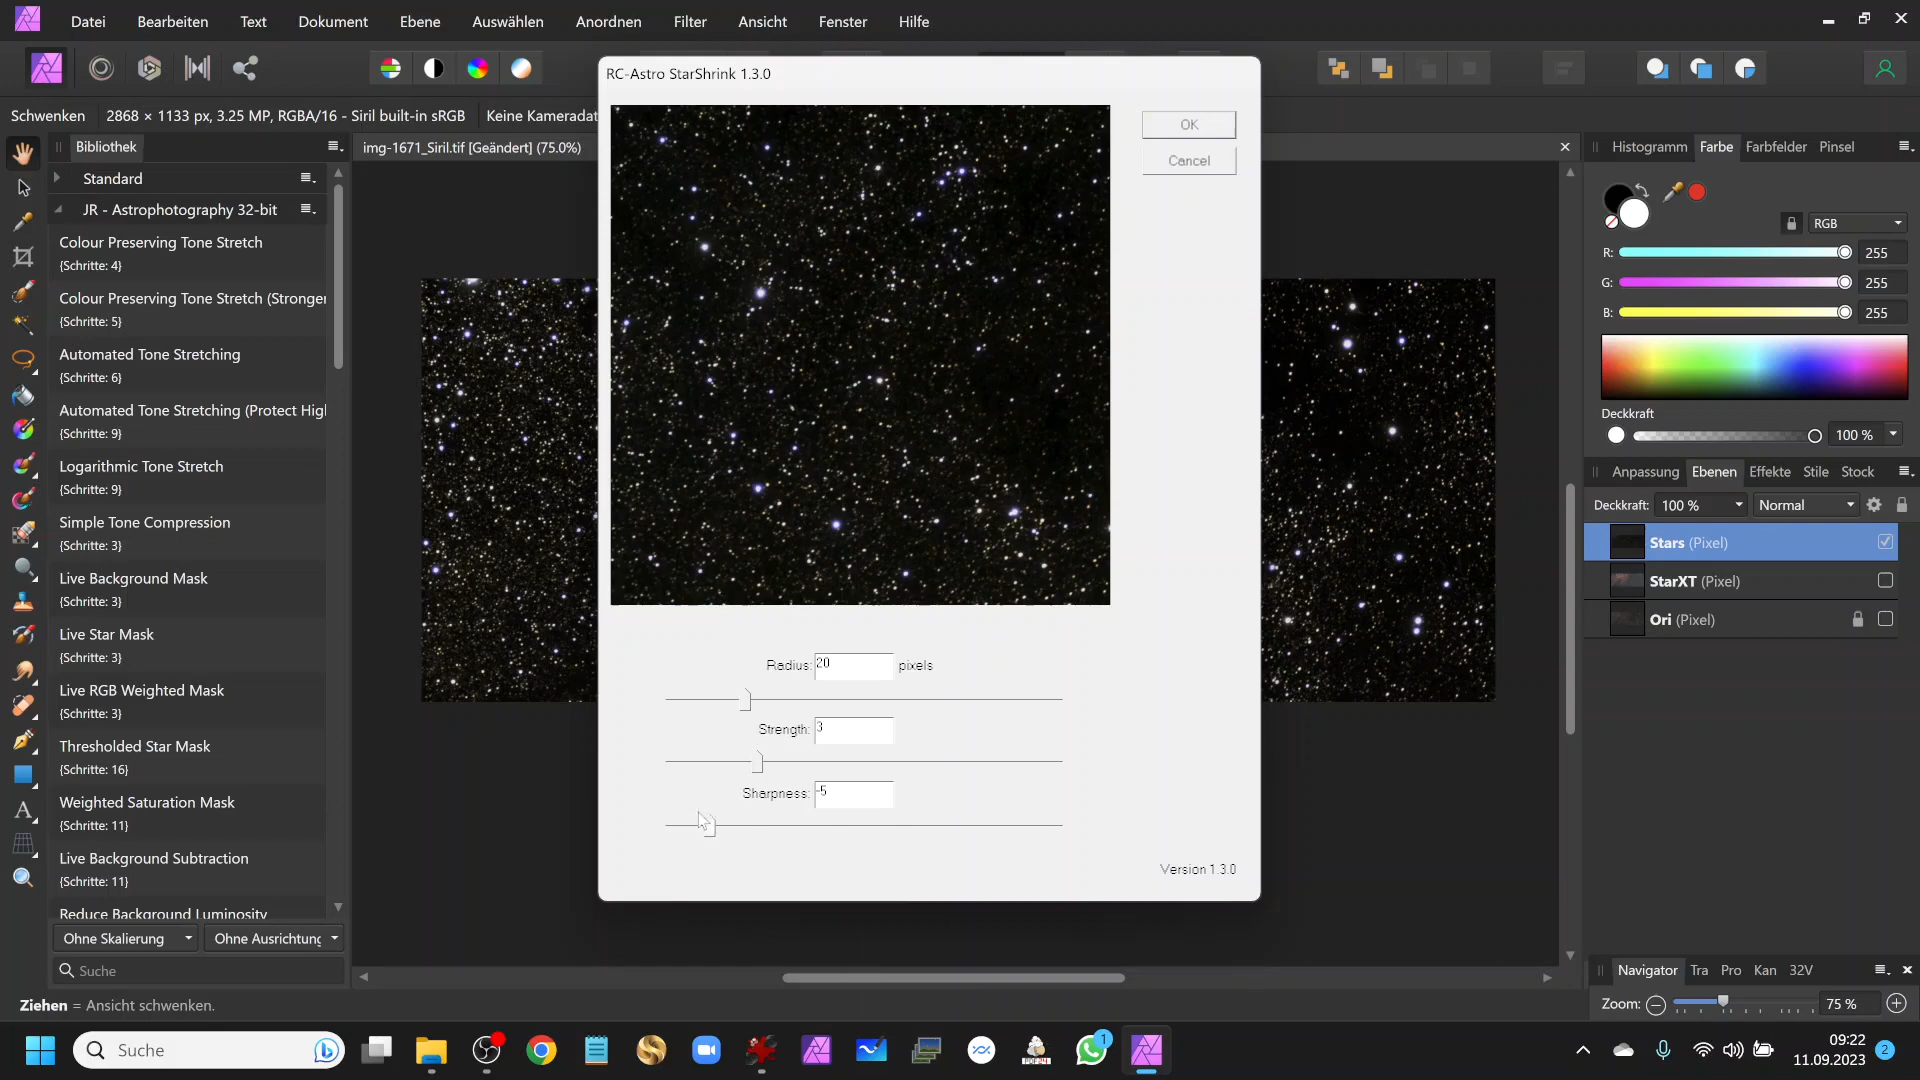 Datei Bearbeiten Text Dokument Ebene Auswählen Anordnen Filter Ansicht Fenster Hilfe
Schwenken 2868 × 1133 px, 3.25 MP, RGBA/16 - Siril built-in sRGB Keine Kameradat
Bibliothek
img-1671_Siril.tif [Geändert] (75.0%)
Standard
JR - Astrophotography 32-bit
Colour Preserving Tone Stretch
{Schritte: 4}
Colour Preserving Tone Stretch (Stronger
{Schritte: 5}
Automated Tone Stretching
{Schritte: 6}
Automated Tone Stretching (Protect High
{Schritte: 9}
Logarithmic Tone Stretch
{Schritte: 9}
Simple Tone Compression
{Schritte: 3}
Live Background Mask
{Schritte: 3}
Live Star Mask
{Schritte: 3}
Live RGB Weighted Mask
{Schritte: 3}
Thresholded Star Mask
{Schritte: 16}
Weighted Saturation Mask
{Schritte: 11}
Live Background Subtraction
{Schritte: 11}
Reduce Background Luminosity
Ohne Skalierung Ohne Ausrichtung
Suche
Ziehen = Ansicht schwenken.
RC-Astro StarShrink 1.3.0
OK
Cancel
Radius: 20 pixels
Strength: 3
Sharpness: -5
Version 1.3.0
Histogramm Farbe Farbfelder Pinsel
RGB
R: 255
G: 255
B: 255
Deckkraft
100 %
Anpassung Ebenen Effekte Stile Stock
Deckkraft: 100 % Normal
Stars (Pixel)
StarXT (Pixel)
Ori (Pixel)
Navigator Tra Pro Kan 32V
Zoom: 75 %
Suche
PDF24
1
09:22
11.09.2023
2